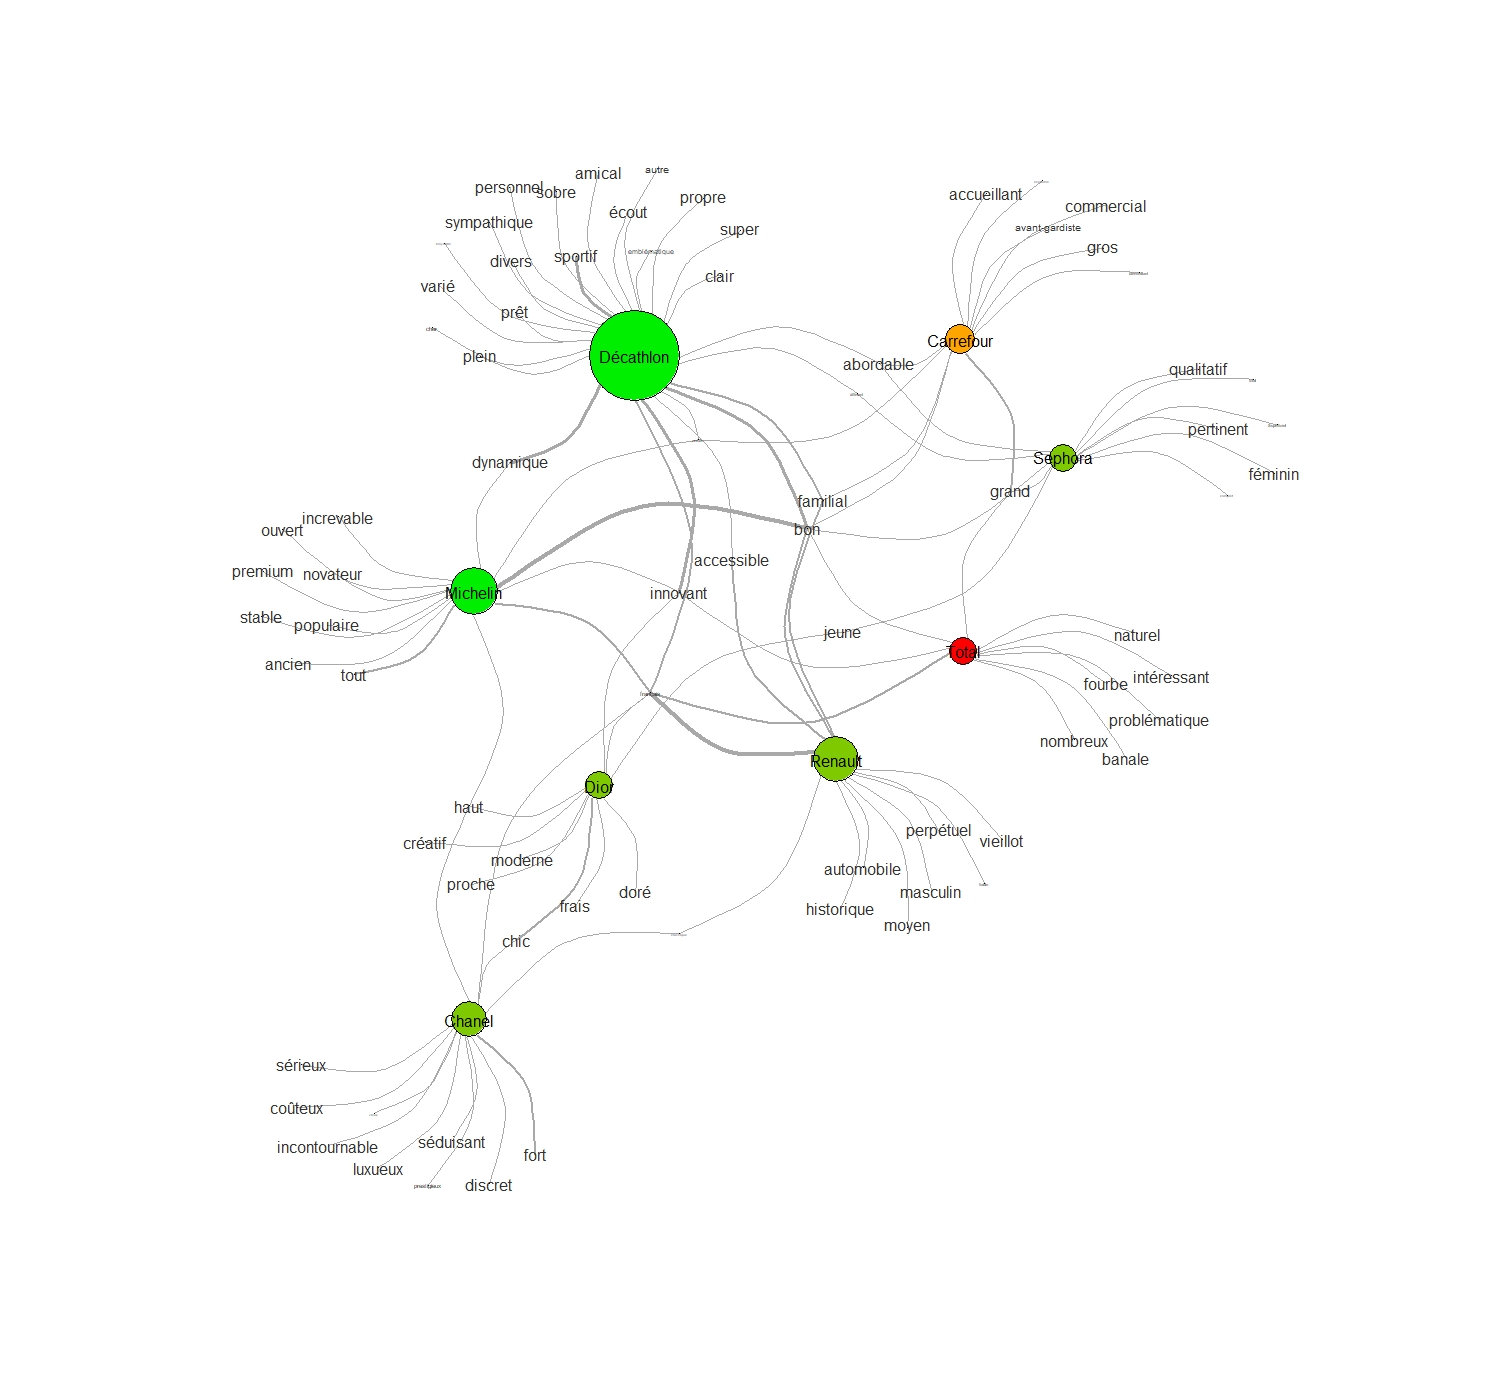 autre
amical
personnel
sobre
propre
accueillant
commercial
écout
sympathique
super
avant-gardiste
gros
emblématique
sportif
divers
clair
varié
prêt
plein
Décathlon
Carrefour
abordable
qualitatif
pertinent
Sephora
dynamique
féminin
grand
familial
bon
increvable
ouvert
accessible
premium
novateur
Michelin
innovant
stable
populaire
jeune
naturel
Total
ancien
tout
intéressant
fourbe
français
problématique
nombreux
banale
Renault
Dior
haut
créatif
perpétuel
vieillot
moderne
automobile
proche
doré
masculin
frais
historique
moyen
chic
Chanel
sérieux
coûteux
séduisant
incontournable
fort
luxueux
prestigieux
discret